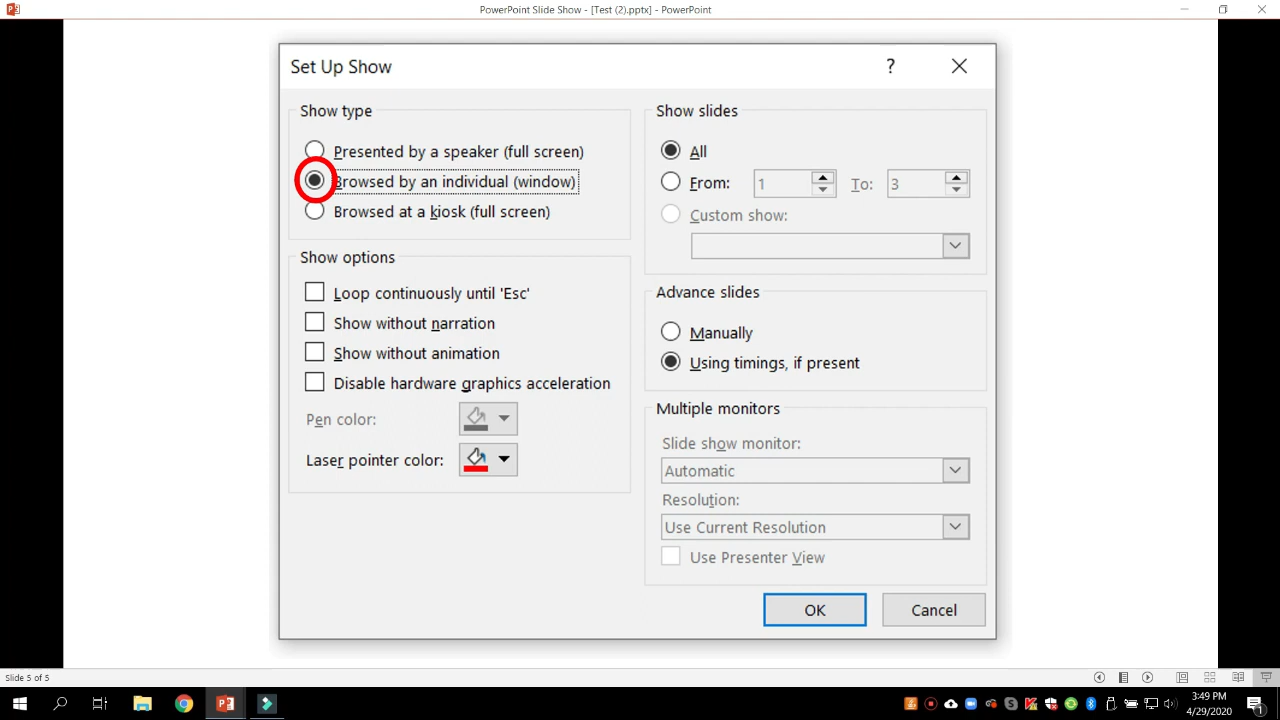 PowerPoint Slide Show - [Test (2).pptx] - PowerPoint
Set Up Show
?
Show type
Presented by a speaker (full screen)
Browsed by an individual (window)
Browsed at a kiosk (full screen)
Show options
Loop continuously until 'Esc'
Show without narration
Show without animation
Disable hardware graphics acceleration
Pen color:
Laser pointer color:
Show slides
All
From: 1 To: 3
Custom show:
Advance slides
Manually
Using timings, if present
Multiple monitors
Slide show monitor:
Automatic
Resolution:
Use Current Resolution
Use Presenter View
OK Cancel
Slide 5 of 5
3:49 PM
4/29/2020
1